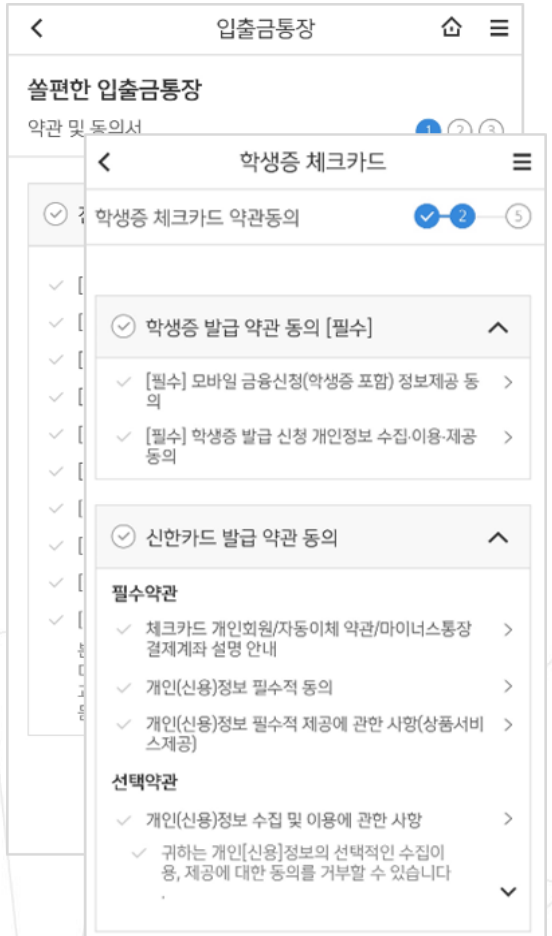 입출금통장
쏠편한 입출금통장
약관 및 동의서
1 2 3
학생증 체크카드
학생증 체크카드 약관동의
2 5
학생증 발급 약관 동의 [필수]
[필수] 모바일 금융신청(학생증 포함) 정보제공 동
의
[필수] 학생증 발급 신청 개인정보 수집·이용·제공
동의
신한카드 발급 약관 동의
필수약관
체크카드 개인회원/자동이체 약관/마이너스통장
결제계좌 설명 안내
개인(신용)정보 필수적 동의
개인(신용)정보 필수적 제공에 관한 사항(상품서비
스제공)
선택약관
개인(신용)정보 수집 및 이용에 관한 사항
귀하는 개인[신용]정보의 선택적인 수집이
용, 제공에 대한 동의를 거부할 수 있습니다
.